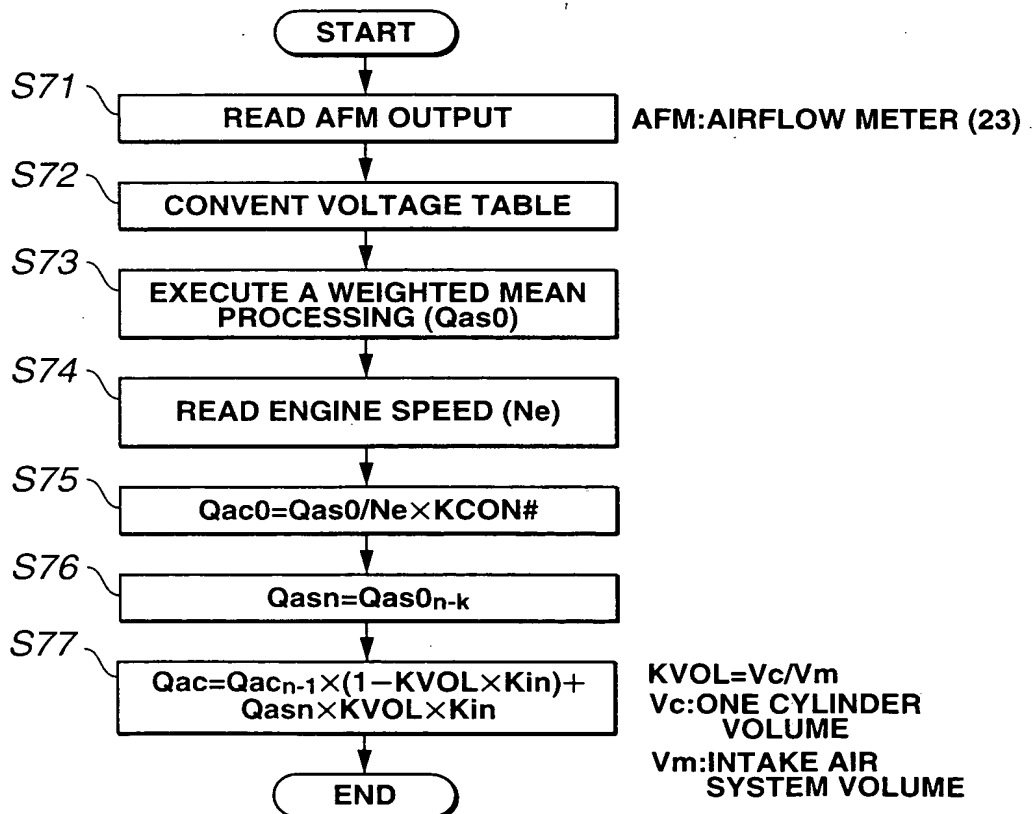 START
S71
READ AFM OUTPUT
AFM:AIRFLOW METER (23)
S72
CONVENT VOLTAGE TABLE
S73
EXECUTE A WEIGHTED MEAN
PROCESSING (Qas0)
S74
READ ENGINE SPEED (Ne)
S75
Qac0=Qas0/Ne×KCON#
S76
Qasn=Qas0n-k
S77
Qac=Qacn-1×(1−KVOL×Kin)+
Qasn×KVOL×Kin
KVOL=Vc/Vm
Vc:ONE CYLINDER
VOLUME
Vm:INTAKE AIR
SYSTEM VOLUME
END